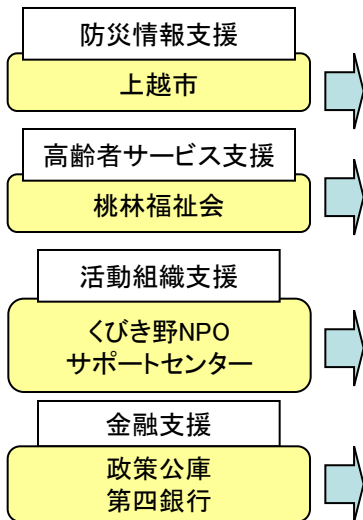 防災情報支援
上越市
高齢者サービス支援
桃林福祉会
活動組織支援
くびき野NPO
サポートセンター
金融支援
政策公庫
第四銀行